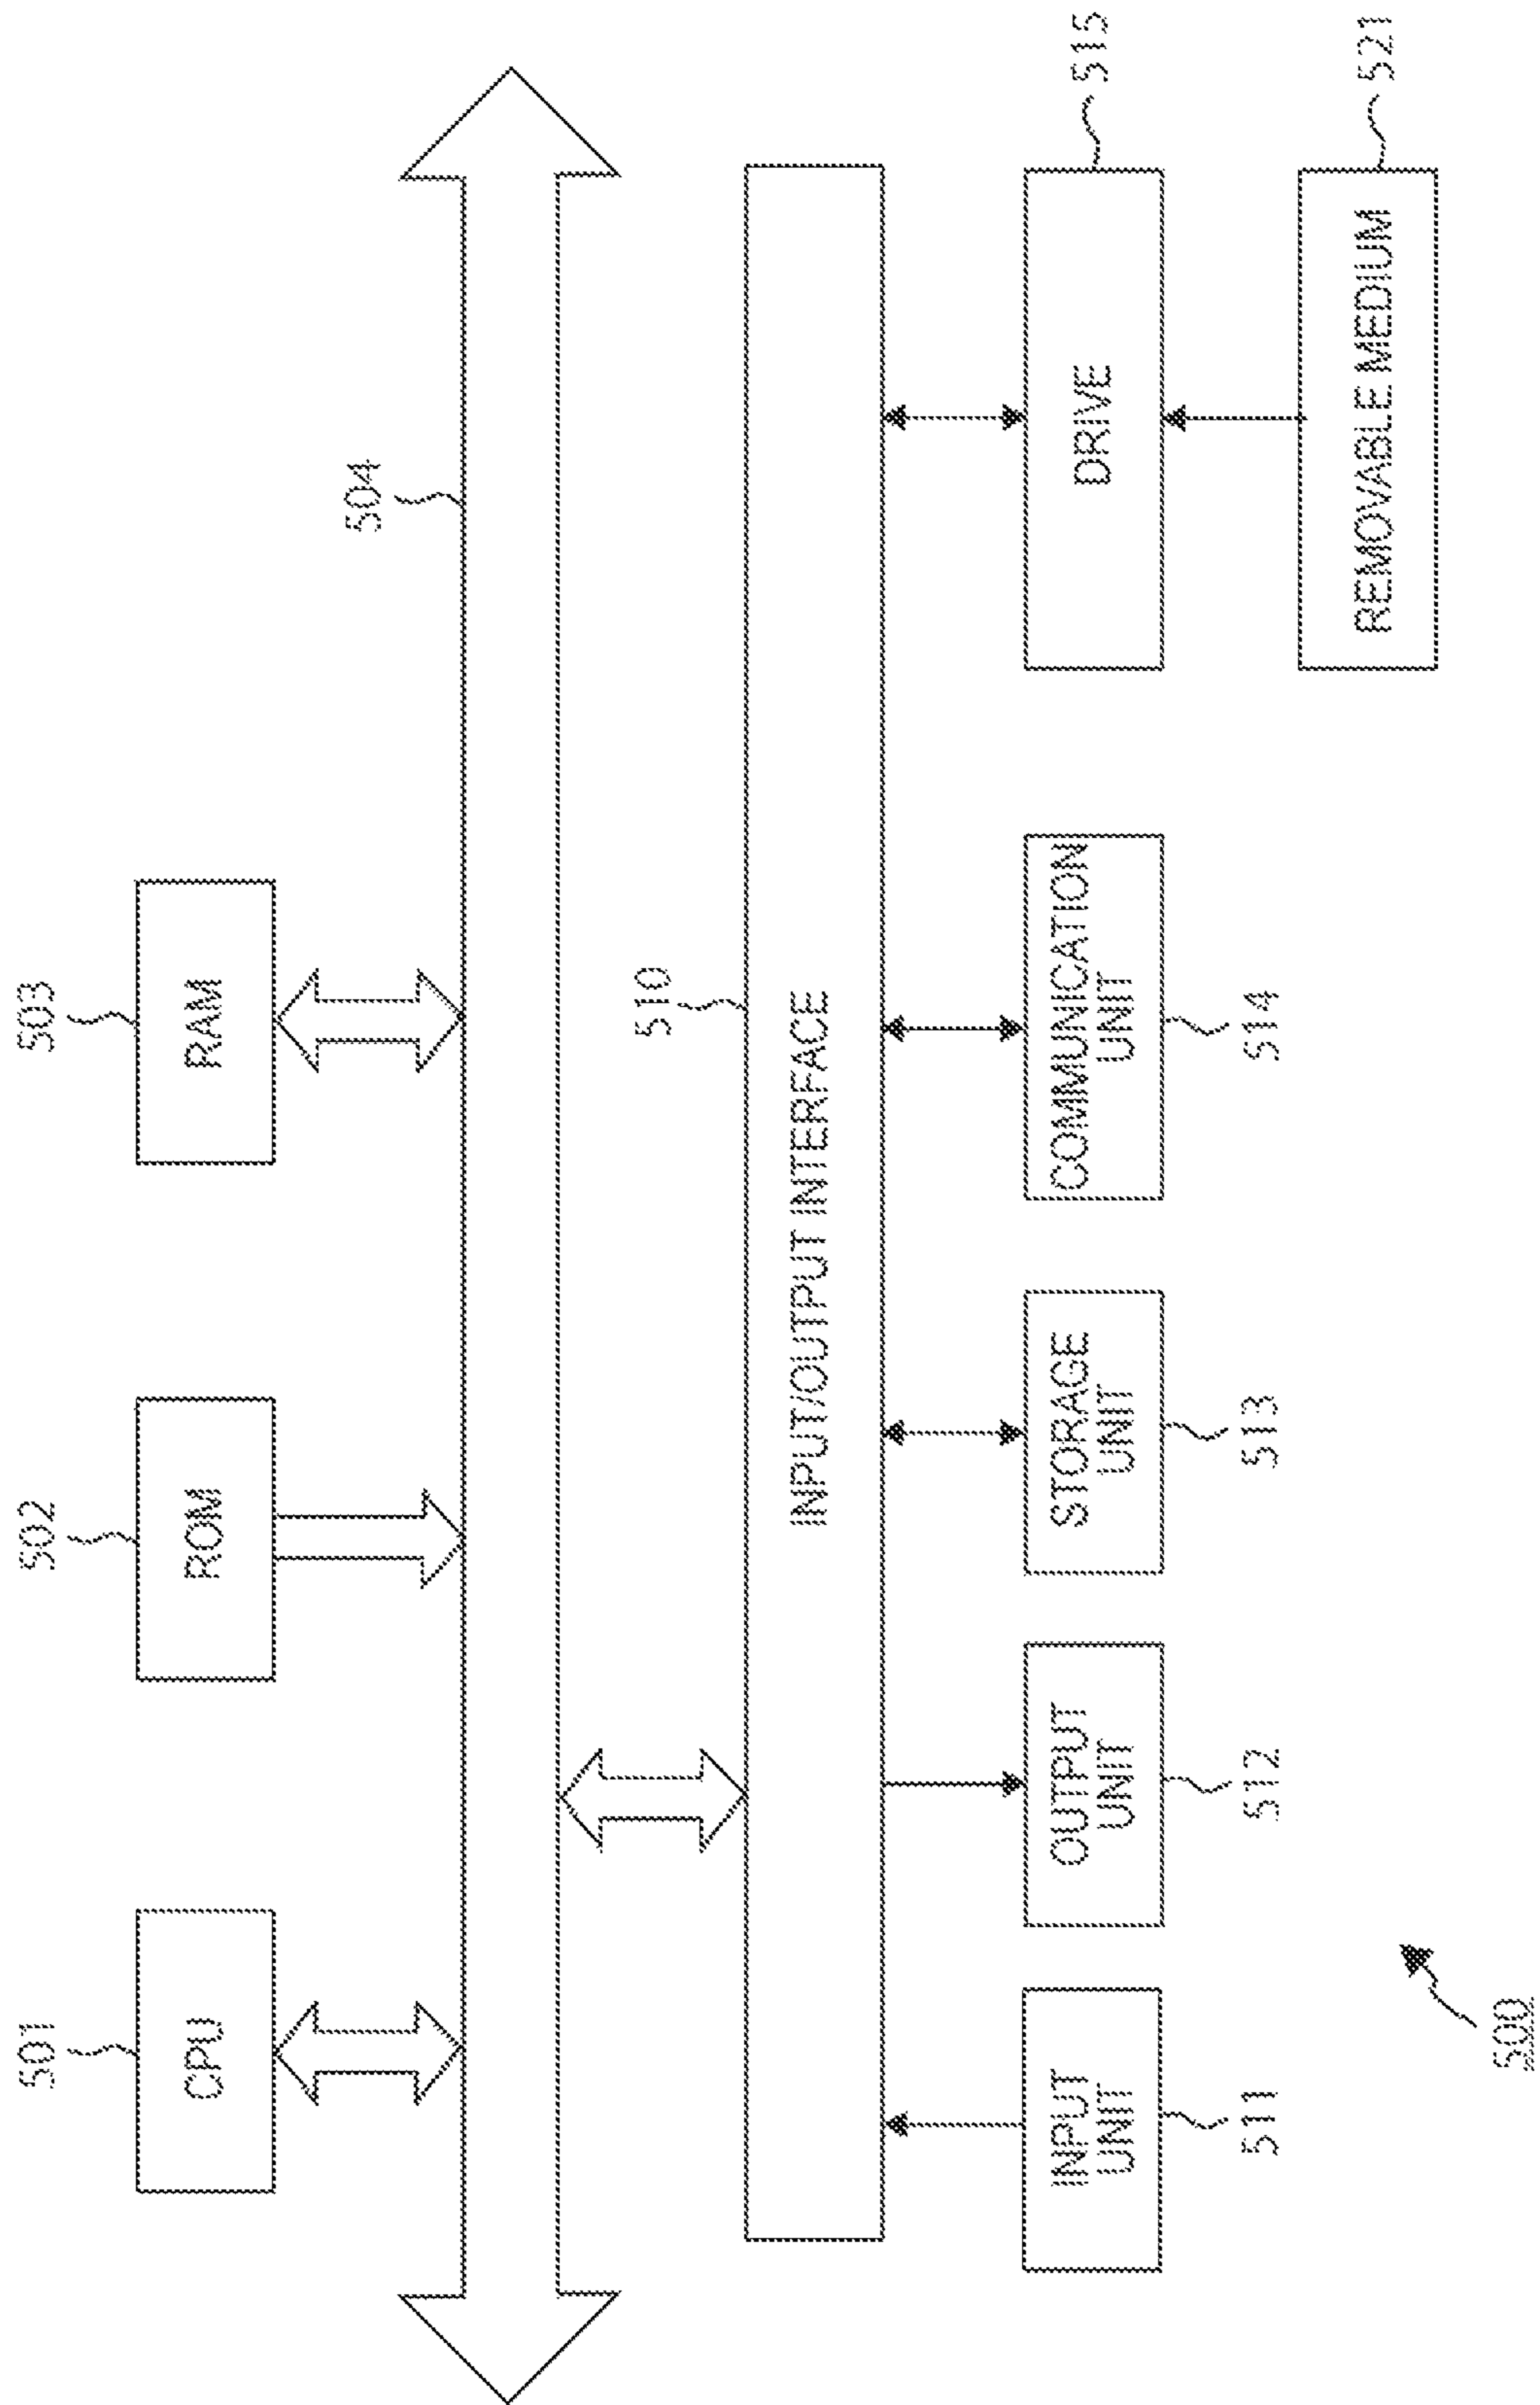 501
502
503
CPU
ROM
RAM
504
510
INPUT/OUTPUT INTERFACE
INPUT
UNIT
OUTPUT
UNIT
STORAGE
UNIT
COMMUNICATION
UNIT
DRIVE
515
511
512
513
514
REMOVABLE MEDIUM
521
500